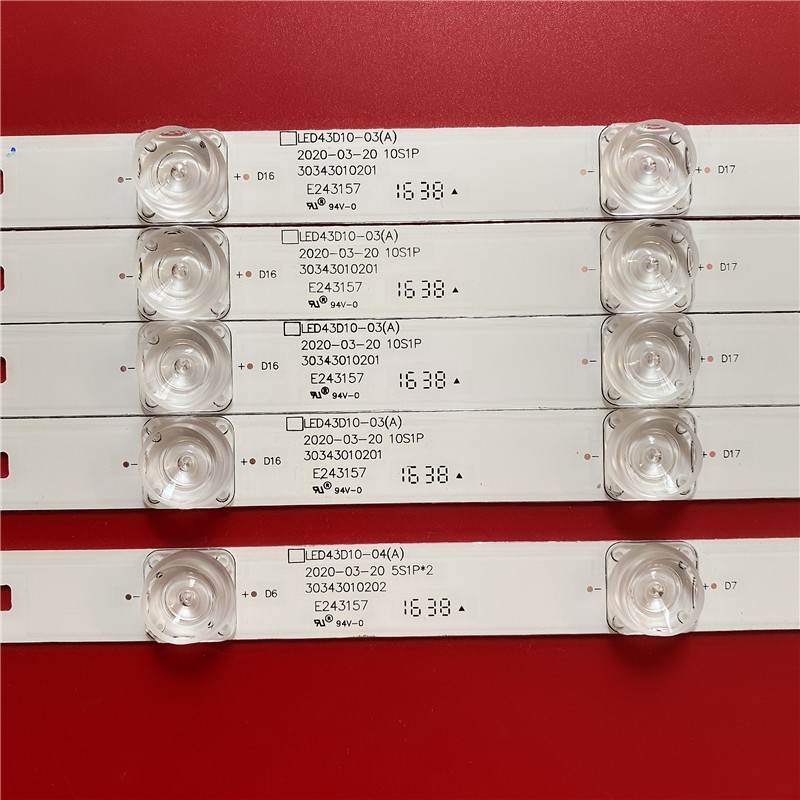 LED43D10-03(A)
2020-03-20 10S1P
- +● D16 30343010201 - +● D17
E243157 1638 ▲
® 94V-0
LED43D10-03(A)
2020-03-20 10S1P
- +● D16 30343010201 - +● D17
E243157 1638 ▲
® 94V-0
LED43D10-03(A)
2020-03-20 10S1P
- +● D16 30343010201 - +● D17
E243157 1638 ▲
® 94V-0
LED43D10-03(A)
2020-03-20 10S1P
- +● D16 30343010201 - +● D17
E243157 1638 ▲
® 94V-0
LED43D10-04(A)
2020-03-20 5S1P*2
- +● D6 30343010202 - +● D7
E243157 1638 ▲
® 94V-0